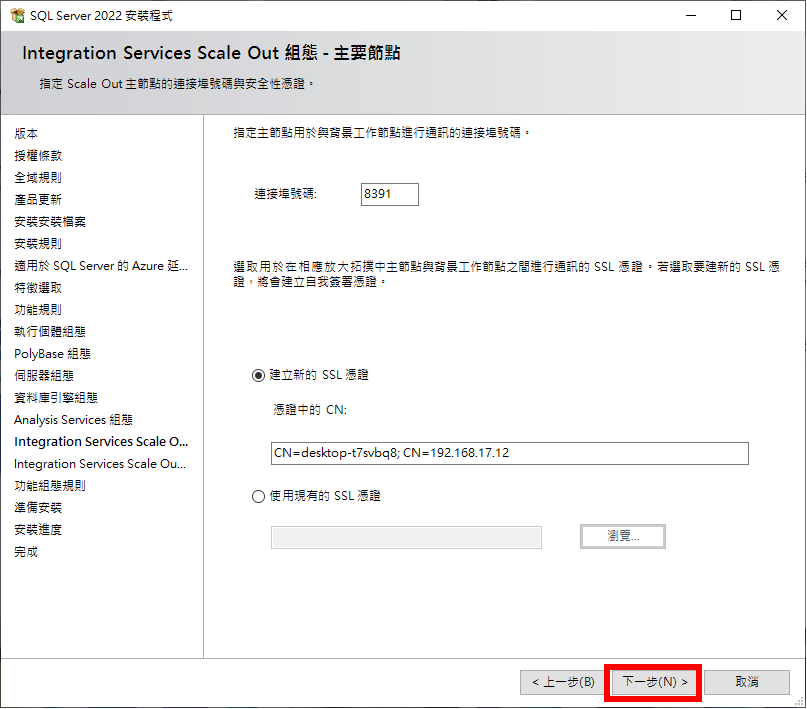 SQL Server 2022 安裝程式
Integration Services Scale Out 組態 - 主要節點
指定 Scale Out 主節點的連接埠號碼與安全性憑證。
版本
授權條款
全域規則
產品更新
安裝安裝檔案
安裝規則
適用於 SQL Server 的 Azure 延...
特徵選取
功能規則
執行個體組態
PolyBase 組態
伺服器組態
資料庫引擎組態
Analysis Services 組態
Integration Services Scale O...
Integration Services Scale Ou...
功能組態規則
準備安裝
安裝進度
完成
指定主節點用於與背景工作節點進行通訊的連接埠號碼。
連接埠號碼:
8391
選取用於在相應放大拓撲中主節點與背景工作節點之間進行通訊的 SSL 憑證。若選取要建新的 SSL 憑
證，將會建立自我簽署憑證。
建立新的 SSL 憑證
憑證中的 CN:
CN=desktop-t7svbq8; CN=192.168.17.12
使用現有的 SSL 憑證
瀏覽...
< 上一步(B)
下一步(N) >
取消